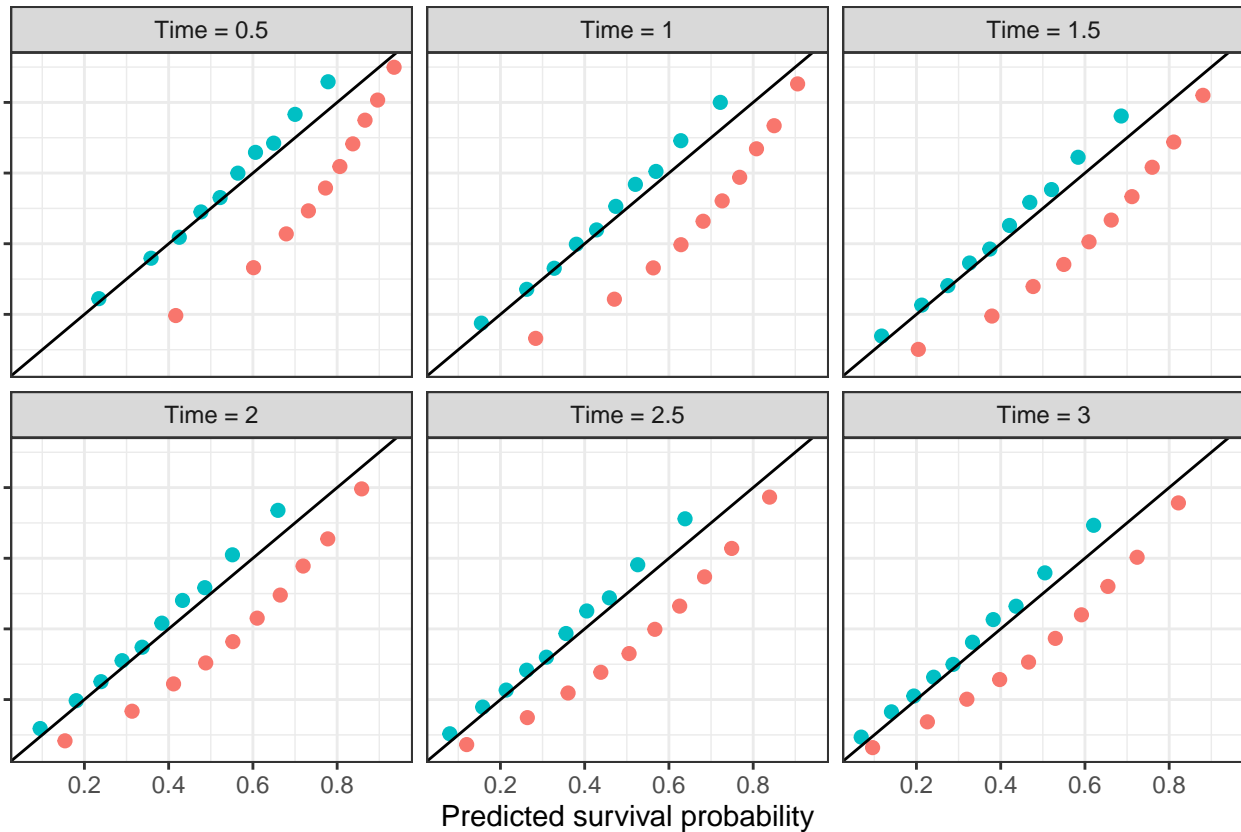 Time = 0.5
Time = 1
Time = 1.5
Time = 2
Time = 2.5
Time = 3
0.2 0.4 0.6 0.8 0.2 0.4 0.6 0.8 0.2 0.4 0.6 0.8
Predicted survival probability